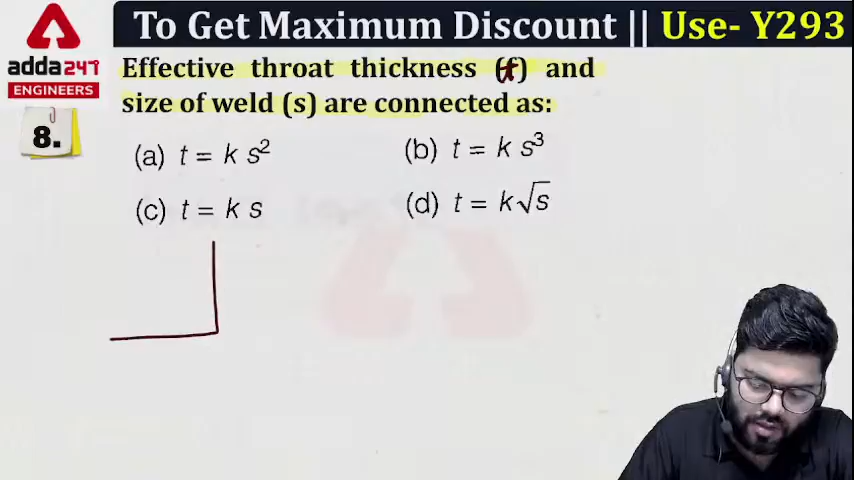 To Get Maximum Discount || Use- Y293
adda247
ENGINEERS
Effective throat thickness (t) and
size of weld (s) are connected as:
8.
(a) t = k s²
(b) t = k s³
(c) t = k s
(d) t = k√s